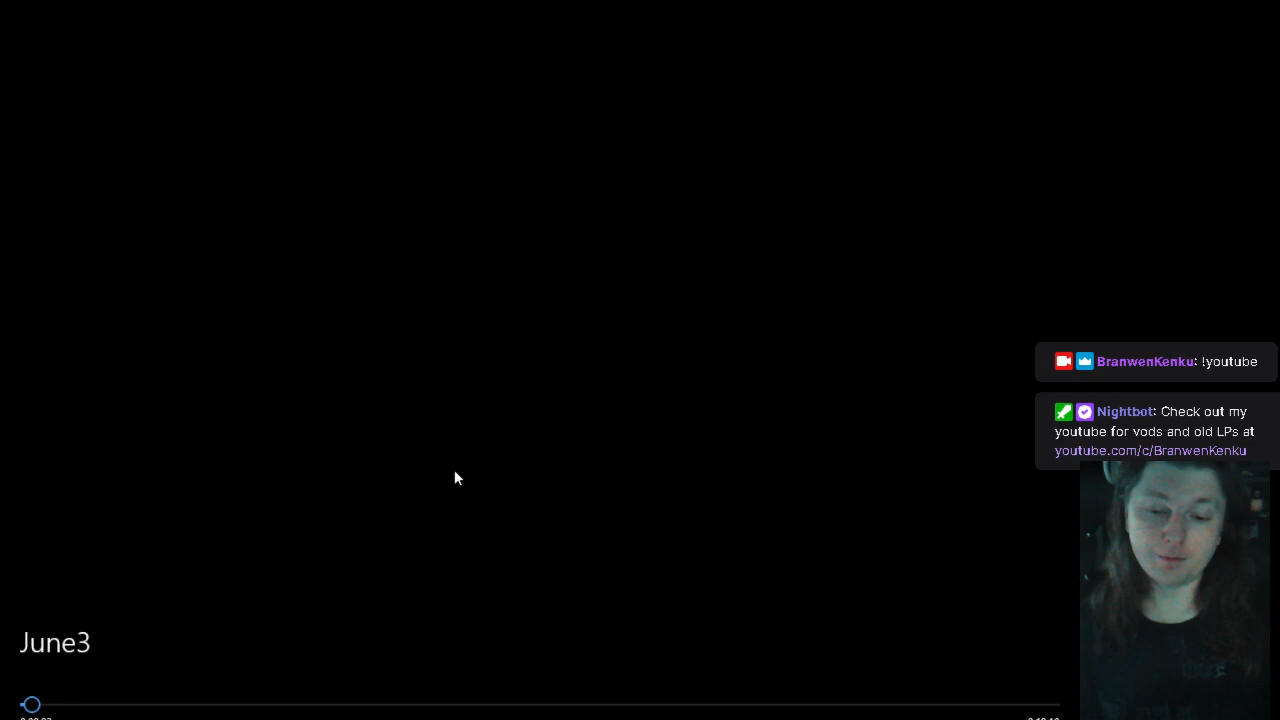 BranwenKenku: !youtube
Nightbot: Check out my
youtube for vods and old LPs at
youtube.com/c/BranwenKenku
June3